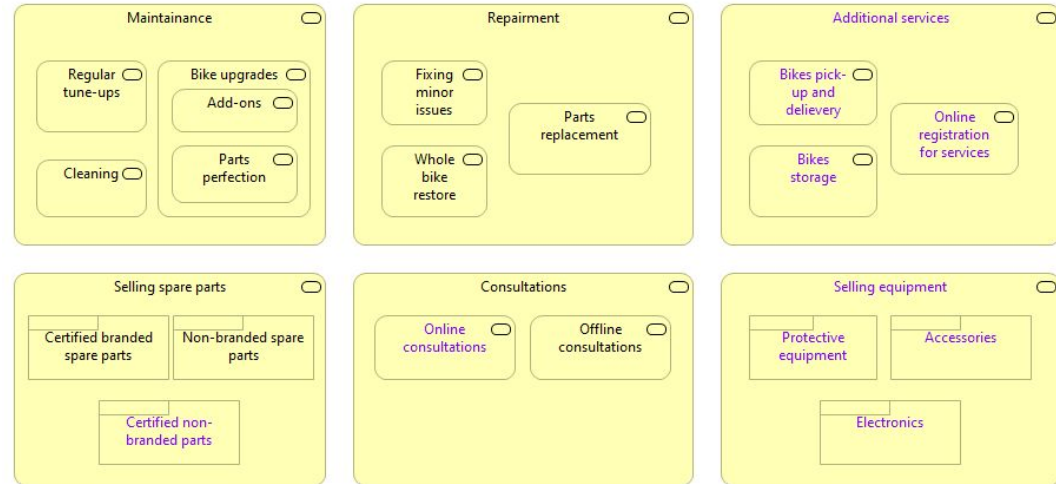 Maintainance
Regular
tune-ups
Bike upgrades
Add-ons
Cleaning
Parts
perfection
Repairment
Fixing
minor
issues
Parts
replacement
Whole
bike
restore
Additional services
Bikes pick-
up and
delievery
Online
registration
for services
Bikes
storage
Selling spare parts
Certified branded
spare parts
Non-branded spare
parts
Certified non-
branded parts
Consultations
Online
consultations
Offline
consultations
Selling equipment
Protective
equipment
Accessories
Electronics